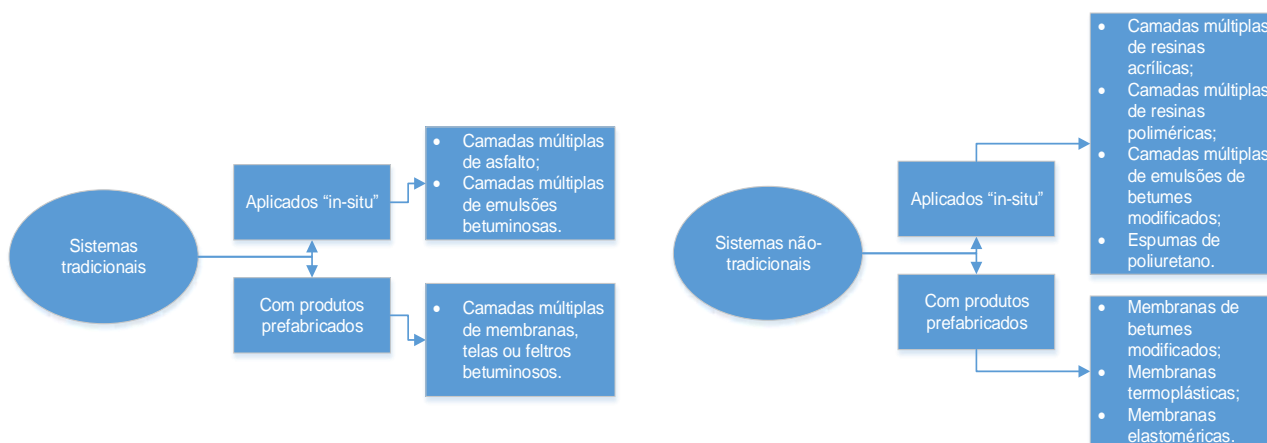 Sistemas
tradicionais
Aplicados “in-situ”
• Camadas múltiplas
de asfalto;
• Camadas múltiplas
de emulsões
betuminosas.
Com produtos
prefabricados
• Camadas múltiplas
de membranas,
telas ou feltros
betuminosos.
Sistemas não-
tradicionais
Aplicados “in-situ”
• Camadas múltiplas
de resinas
acrílicas;
• Camadas múltiplas
de resinas
poliméricas;
• Camadas múltiplas
de emulsões de
betumes
modificados;
• Espumas de
poliuretano.
Com produtos
prefabricados
• Membranas de
betumes
modificados;
• Membranas
termoplásticas;
• Membranas
elastoméricas.